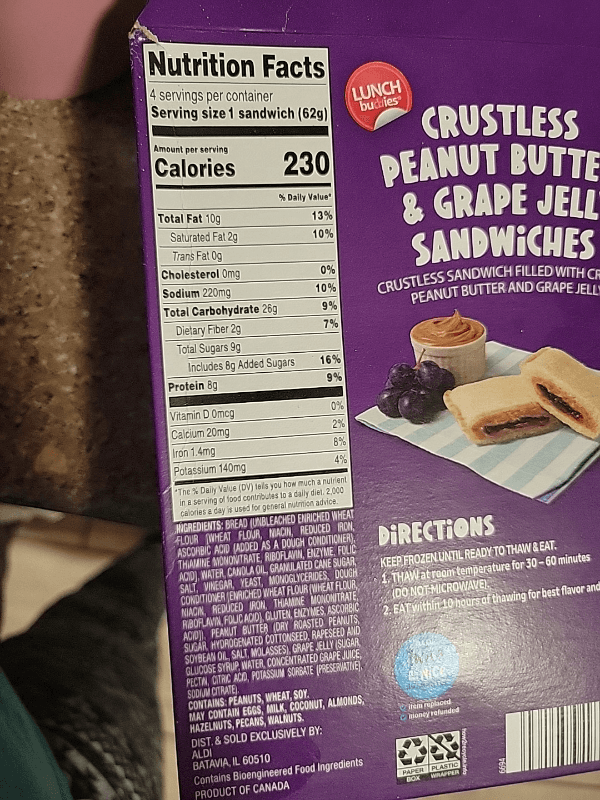 Nutrition Facts
4 servings per container
Serving size 1 sandwich (62g)
Amount per serving
Calories 230
% Daily Value*
Total Fat 10g 13%
Saturated Fat 2g 10%
Trans Fat 0g
Cholesterol 0mg 0%
Sodium 220mg 10%
Total Carbohydrate 26g 9%
Dietary Fiber 2g 7%
Total Sugars 9g
Includes 8g Added Sugars 16%
Protein 8g 9%
Vitamin D 0mcg 0%
Calcium 20mg 2%
Iron 1.4mg 8%
Potassium 140mg 4%
*The % Daily Value (DV) tells you how much a nutrient
in a serving of food contributes to a daily diet. 2,000
calories a day is used for general nutrition advice.
INGREDIENTS: BREAD (UNBLEACHED ENRICHED WHEAT
FLOUR (WHEAT FLOUR, NIACIN, REDUCED IRON,
ASCORBIC ACID (ADDED AS A DOUGH CONDITIONER),
THIAMINE MONONITRATE, RIBOFLAVIN, ENZYME, FOLIC
ACID), WATER, CANOLA OIL, GRANULATED CANE SUGAR,
SALT, VINEGAR, YEAST, MONOGLYCERIDES, DOUGH
CONDITIONER (ENRICHED WHEAT FLOUR (WHEAT FLOUR,
NIACIN, REDUCED IRON, THIAMINE MONONITRATE,
RIBOFLAVIN, FOLIC ACID), GLUTEN, ENZYMES, ASCORBIC
ACID)), PEANUT BUTTER (DRY ROASTED PEANUTS,
SUGAR, HYDROGENATED COTTONSEED, RAPESEED AND
SOYBEAN OIL, SALT, MOLASSES), GRAPE JELLY (SUGAR,
GLUCOSE SYRUP, WATER, CONCENTRATED GRAPE JUICE,
PECTIN, CITRIC ACID, POTASSIUM SORBATE (PRESERVATIVE),
SODIUM CITRATE).
CONTAINS: PEANUTS, WHEAT, SOY.
MAY CONTAIN EGGS, MILK, COCONUT, ALMONDS,
HAZELNUTS, PECANS, WALNUTS.
DIST. & SOLD EXCLUSIVELY BY:
ALDI
BATAVIA, IL 60510
Contains Bioengineered Food Ingredients
PRODUCT OF CANADA
LUNCH
buddies®
CRUSTLESS
PEANUT BUTTE
& GRAPE JELL
SANDWiCHES
CRUSTLESS SANDWICH FILLED WITH CR
PEANUT BUTTER AND GRAPE JELLY
DiRECTiONS
KEEP FROZEN UNTIL READY TO THAW & EAT.
1. THAW at room temperature for 30 – 60 minutes
(DO NOT MICROWAVE).
2. EAT within 10 hours of thawing for best flavor and
TWICE
as NICE
item replaced
money refunded
PAPER
BOX
PLASTIC
WRAPPER
how2recycle.info
6699